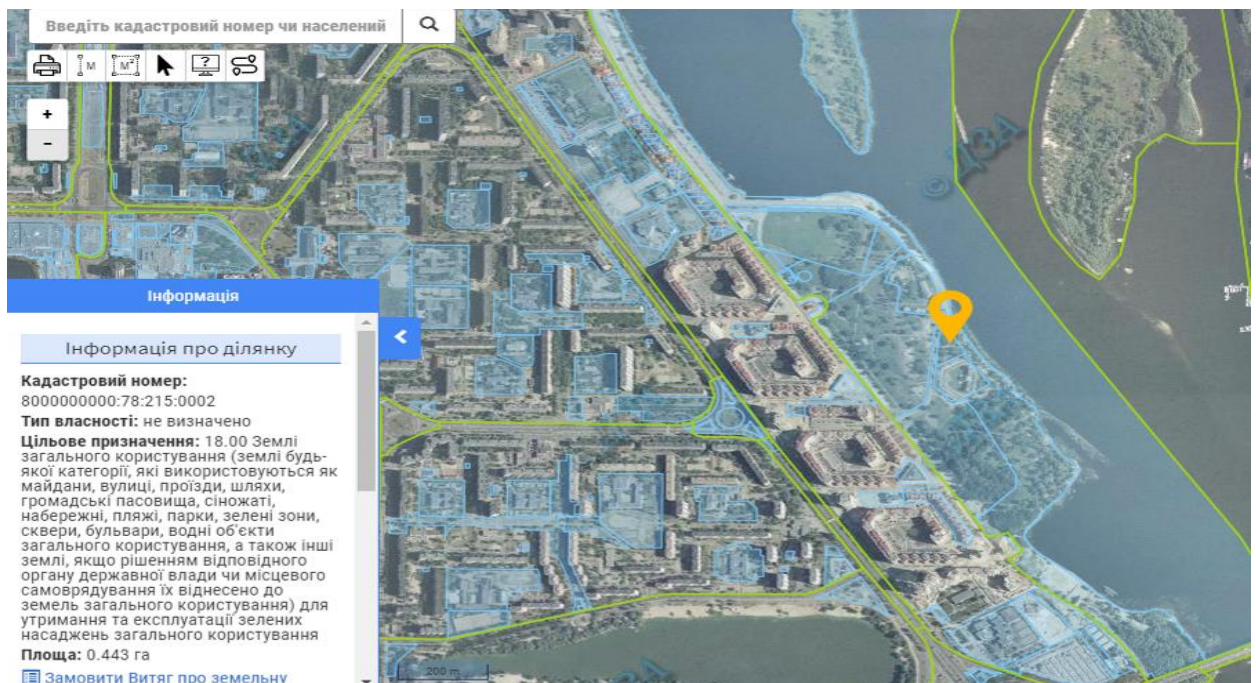 Введіть кадастровий номер чи населений
М
М²
?
+
-
© ДЗА
ДЗА
Інформація
Інформація про ділянку
Кадастровий номер:
8000000000:78:215:0002
Тип власності: не визначено
Цільове призначення: 18.00 Землі
загального користування (землі будь-
якої категорії, які використовуються як
майдани, вулиці, проїзди, шляхи,
громадські пасовища, сіножаті,
набережні, пляжі, парки, зелені зони,
сквери, бульвари, водні об'єкти
загального користування, а також інші
землі, якщо рішенням відповідного
органу державної влади чи місцевого
самоврядування їх віднесено до
земель загального користування) для
утримання та експлуатації зелених
насаджень загального користування
Площа: 0.443 га
Замовити Витяг про земельну
200 m